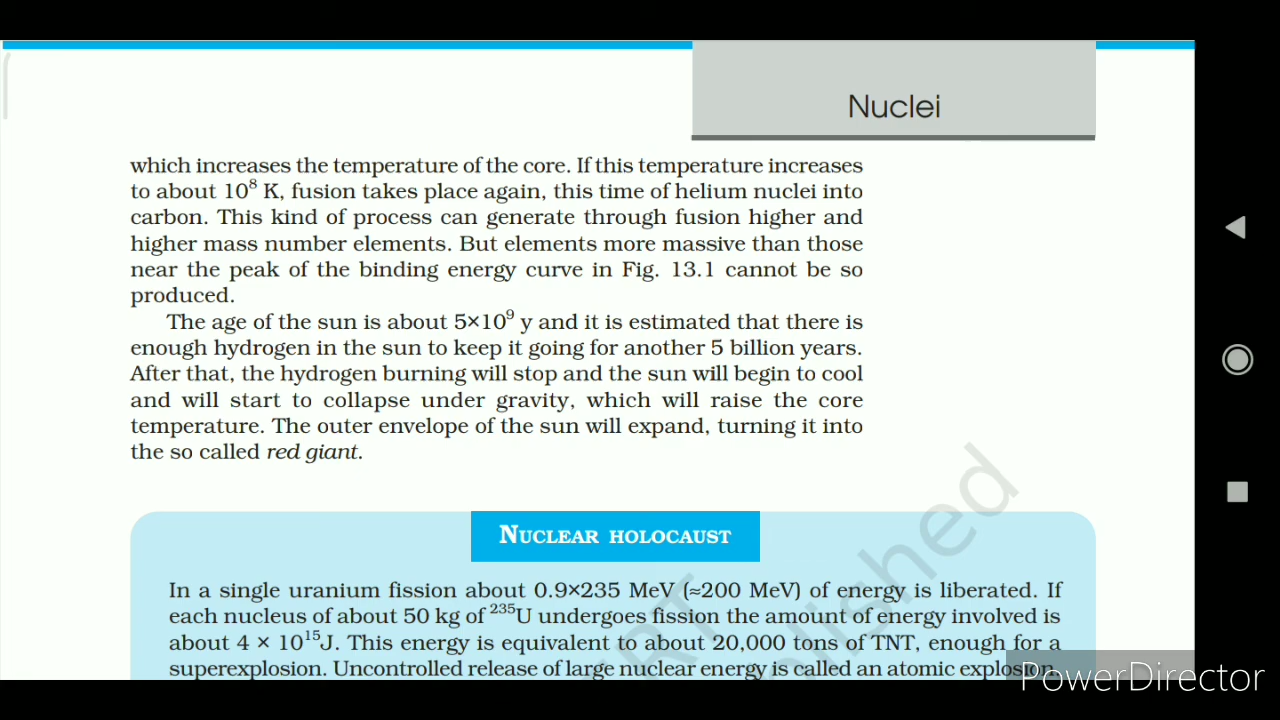 Nuclei
which increases the temperature of the core. If this temperature increases
to about 10⁸ K, fusion takes place again, this time of helium nuclei into
carbon. This kind of process can generate through fusion higher and
higher mass number elements. But elements more massive than those
near the peak of the binding energy curve in Fig. 13.1 cannot be so
produced.
The age of the sun is about 5×10⁹ y and it is estimated that there is
enough hydrogen in the sun to keep it going for another 5 billion years.
After that, the hydrogen burning will stop and the sun will begin to cool
and will start to collapse under gravity, which will raise the core
temperature. The outer envelope of the sun will expand, turning it into
the so called red giant.
NUCLEAR HOLOCAUST
In a single uranium fission about 0.9×235 MeV (≈200 MeV) of energy is liberated. If
each nucleus of about 50 kg of ²³⁵U undergoes fission the amount of energy involved is
about 4 × 10¹⁵J. This energy is equivalent to about 20,000 tons of TNT, enough for a
superexplosion. Uncontrolled release of large nuclear energy is called an atomic explosion.
PowerDirector